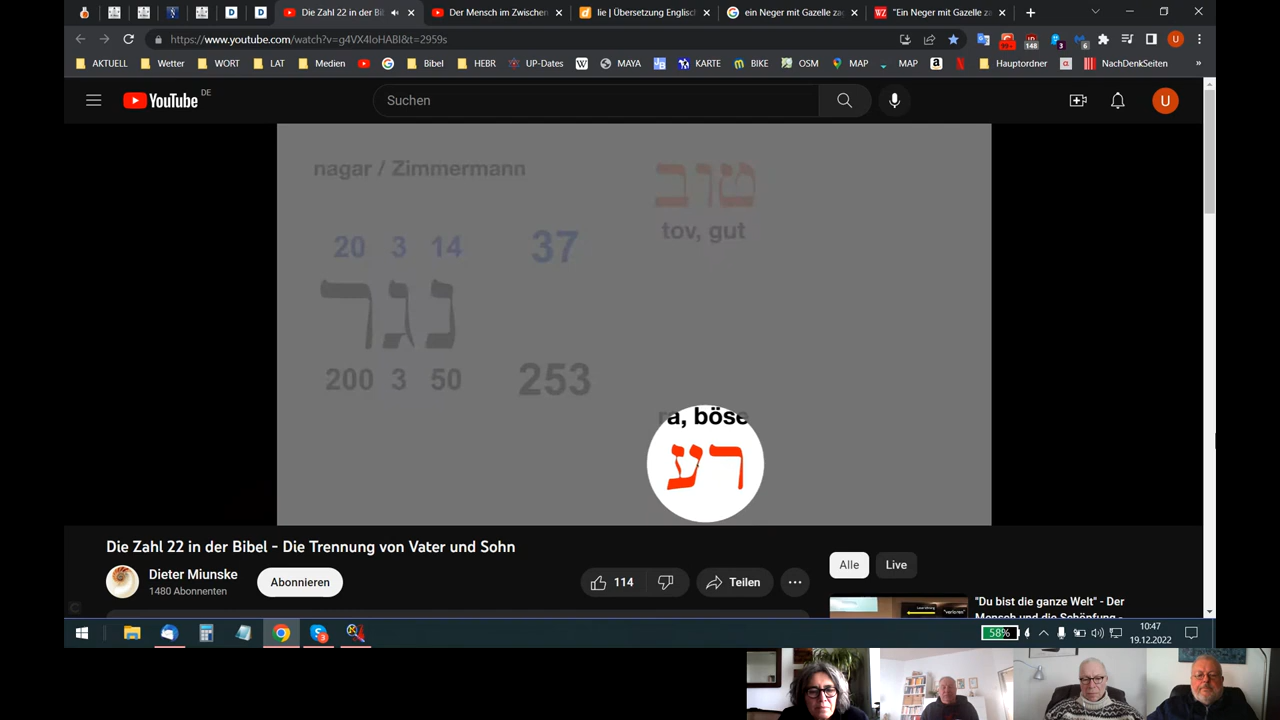 Die Zahl 22 in der Bi
Der Mensch im Zwischen
lie | Übersetzung Englisch
ein Neger mit Gazelle za
"Ein Neger mit Gazelle za
https://www.youtube.com/watch?v=g4VX4IoHABI&t=2959s
AKTUELL Wetter WORT LAT Medien Bibel HEBR UP-Dates MAYA KARTE BIKE OSM MAP MAP Hauptordner NachDenkSeiten
YouTube DE
Suchen
U
nagar / Zimmermann
טוב
tov, gut
20 3 14 37
נגר
200 3 50 253
ra, böse
רע
Die Zahl 22 in der Bibel - Die Trennung von Vater und Sohn
Dieter Miunske
1480 Abonnenten
Abonnieren
114
Teilen
Alle
Live
"Du bist die ganze Welt" - Der
Mensch und die Schöpfung -
58%
10:47
19.12.2022